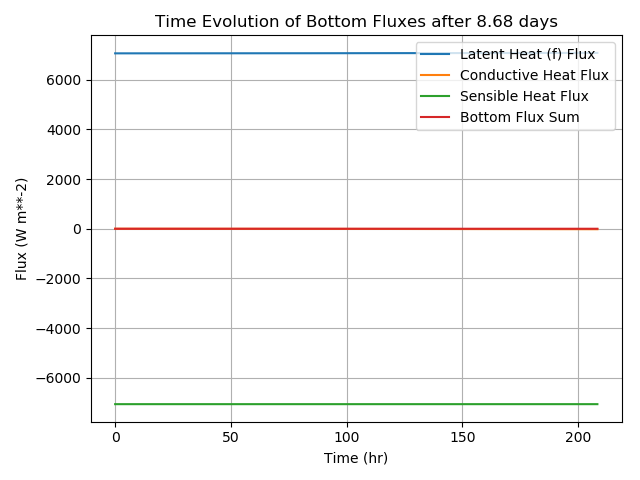 Time Evolution of Bottom Fluxes after 8.68 days
Latent Heat (f) Flux
Conductive Heat Flux
Sensible Heat Flux
Bottom Flux Sum
Flux (W m**-2)
6000
4000
2000
0
−2000
−4000
−6000
0
50
100
150
200
Time (hr)